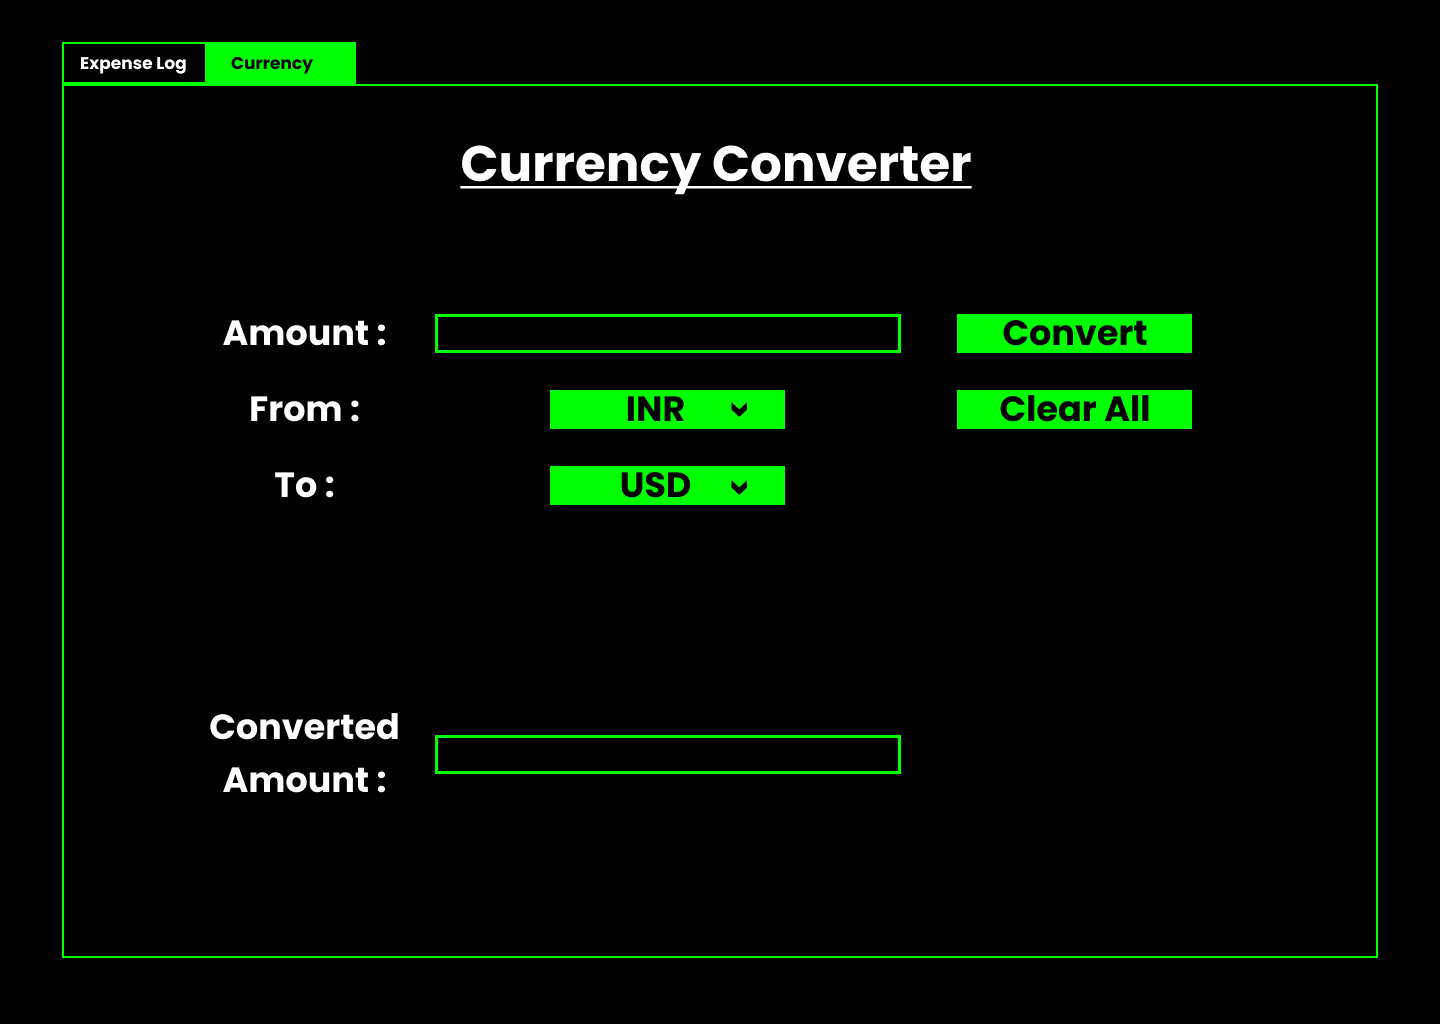 Expense Log
Currency
Currency Converter
Amount :
Convert
From :
INR
Clear All
To :
USD
Converted
Amount :